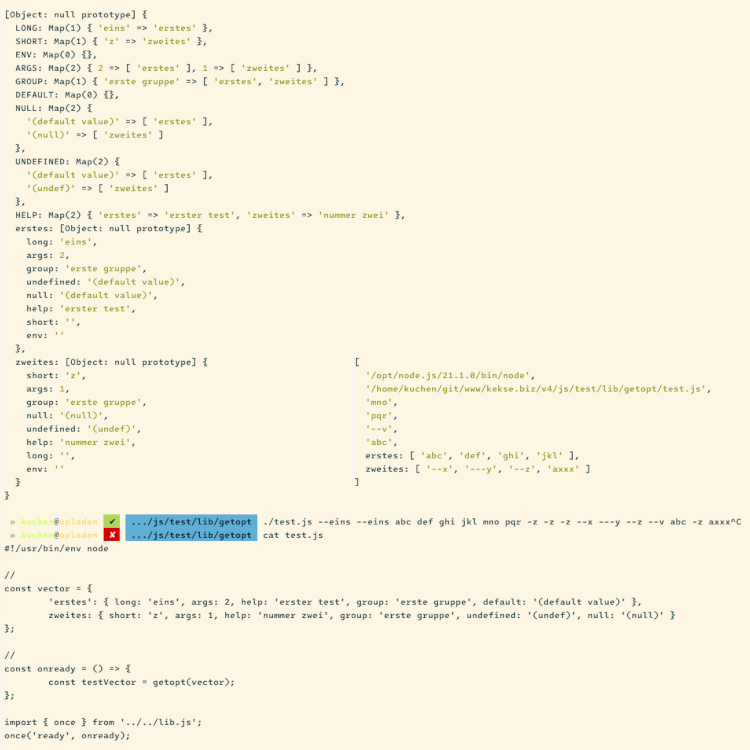 [Object: null prototype] {
  LONG: Map(1) { 'eins' => 'erstes' },
  SHORT: Map(1) { 'z' => 'zweites' },
  ENV: Map(0) {},
  ARGS: Map(2) { 2 => [ 'erstes' ], 1 => [ 'zweites' ] },
  GROUP: Map(1) { 'erste gruppe' => [ 'erstes', 'zweites' ] },
  DEFAULT: Map(0) {},
  NULL: Map(2) {
    '(default value)' => [ 'erstes' ],
    '(null)' => [ 'zweites' ]
  },
  UNDEFINED: Map(2) {
    '(default value)' => [ 'erstes' ],
    '(undef)' => [ 'zweites' ]
  },
  HELP: Map(2) { 'erstes' => 'erster test', 'zweites' => 'nummer zwei' },
  erstes: [Object: null prototype] {
    long: 'eins',
    args: 2,
    group: 'erste gruppe',
    undefined: '(default value)',
    null: '(default value)',
    help: 'erster test',
    short: '',
    env: ''
  },
  zweites: [Object: null prototype] {
    short: 'z',
    args: 1,
    group: 'erste gruppe',
    null: '(null)',
    undefined: '(undef)',
    help: 'nummer zwei',
    long: '',
    env: ''
  }
}
[
  '/opt/node.js/21.1.0/bin/node',
  '/home/kuchen/git/www/kekse.biz/v4/js/test/lib/getopt/test.js',
  'mno',
  'pqr',
  '--v',
  'abc',
  erstes: [ 'abc', 'def', 'ghi', 'jkl' ],
  zweites: [ '--x', '---y', '--z', 'axxx' ]
]
» kuchen@opladen ✔ .../js/test/lib/getopt ./test.js --eins --eins abc def ghi jkl mno pqr -z -z -z --x ---y --z --v abc -z axxx^C
» kuchen@opladen ✘ .../js/test/lib/getopt cat test.js
#!/usr/bin/env node
//
const vector = {
        'erstes': { long: 'eins', args: 2, help: 'erster test', group: 'erste gruppe', default: '(default value)' },
        zweites: { short: 'z', args: 1, help: 'nummer zwei', group: 'erste gruppe', undefined: '(undef)', null: '(null)' }
};
//
const onready = () => {
        const testVector = getopt(vector);
};
import { once } from '../../lib.js';
once('ready', onready);